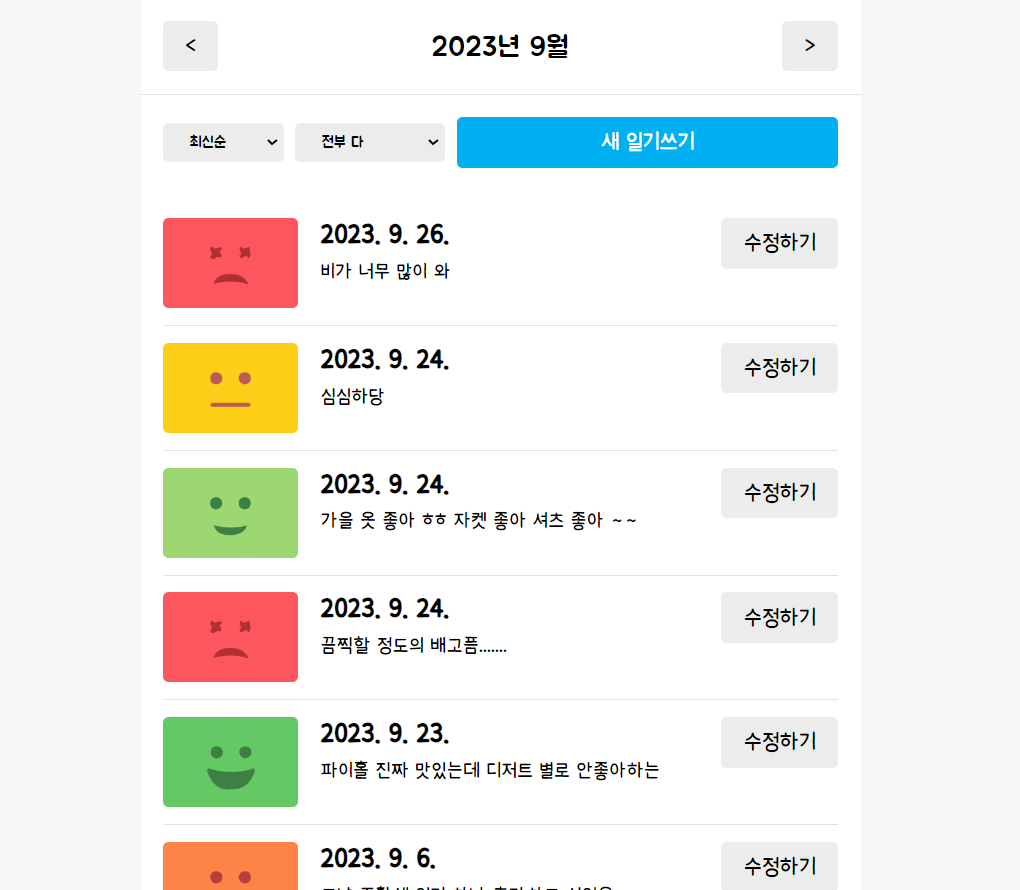 <
2023년 9월
>
최신순
전부 다
새 일기쓰기
2023. 9. 26.
수정하기
비가 너무 많이 와
2023. 9. 24.
수정하기
심심하당
2023. 9. 24.
수정하기
가을 옷 좋아 ㅎㅎ 자켓 좋아 셔츠 좋아 ~~
2023. 9. 24.
수정하기
끔찍할 정도의 배고픔.......
2023. 9. 23.
수정하기
파이홀 진짜 맛있는데 디저트 별로 안좋아하는
2023. 9. 6.
수정하기